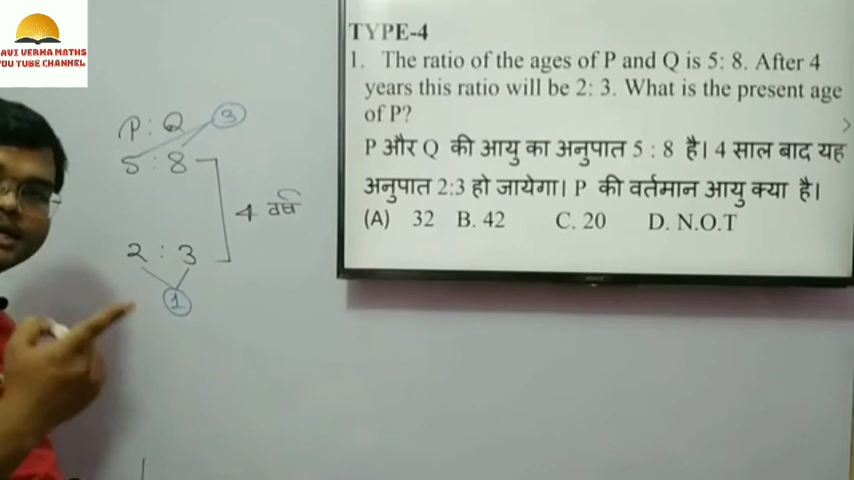 AVI VERMA MATHS
YOU TUBE CHANNEL
P : Q 3
5 : 8
4 वर्ष
2 : 3
1
TYPE-4
1. The ratio of the ages of P and Q is 5: 8. After 4
years this ratio will be 2: 3. What is the present age
of P?
P और Q की आयु का अनुपात 5 : 8 है। 4 साल बाद यह
अनुपात 2:3 हो जायेगा। P की वर्तमान आयु क्या है।
(A) 32 B. 42 C. 20 D. N.O.T